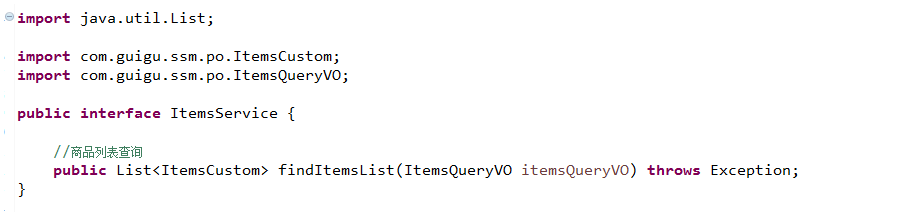 import java.util.List;
import com.guigu.ssm.po.ItemsCustom;
import com.guigu.ssm.po.ItemsQueryVO;
public interface ItemsService {
//商品列表查询
public List<ItemsCustom> findItemsList(ItemsQueryVO itemsQueryVO) throws Exception;
}